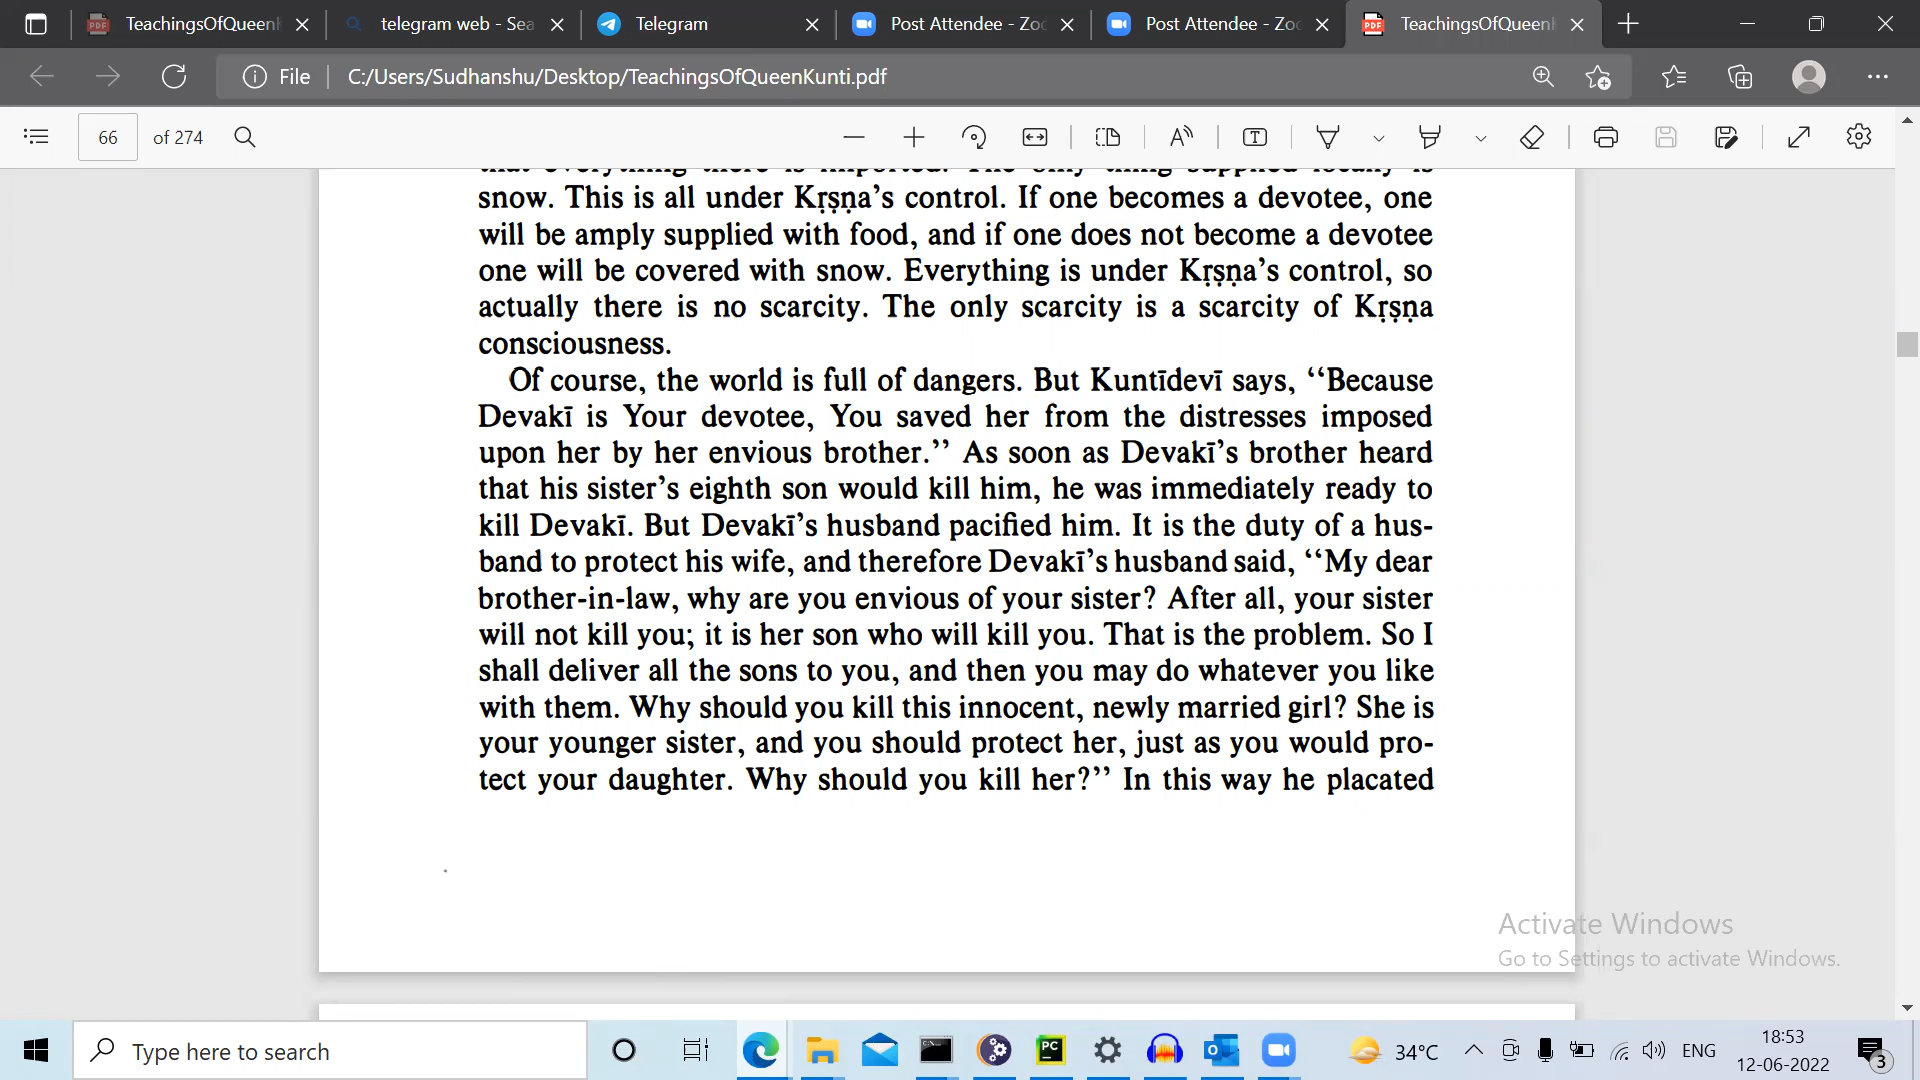 TeachingsOfQueenK
telegram web - Sea
Telegram
Post Attendee - Zoo
Post Attendee - Zoo
TeachingsOfQueenK
File
C:/Users/Sudhanshu/Desktop/TeachingsOfQueenKunti.pdf
66 of 274
that everything there is imported. The only thing supplied locally is
snow. This is all under Kṛṣṇa’s control. If one becomes a devotee, one
will be amply supplied with food, and if one does not become a devotee
one will be covered with snow. Everything is under Kṛṣṇa’s control, so
actually there is no scarcity. The only scarcity is a scarcity of Kṛṣṇa
consciousness.
Of course, the world is full of dangers. But Kuntīdevī says, ‘‘Because
Devakī is Your devotee, You saved her from the distresses imposed
upon her by her envious brother.’’ As soon as Devakī’s brother heard
that his sister’s eighth son would kill him, he was immediately ready to
kill Devakī. But Devakī’s husband pacified him. It is the duty of a hus-
band to protect his wife, and therefore Devakī’s husband said, ‘‘My dear
brother-in-law, why are you envious of your sister? After all, your sister
will not kill you; it is her son who will kill you. That is the problem. So I
shall deliver all the sons to you, and then you may do whatever you like
with them. Why should you kill this innocent, newly married girl? She is
your younger sister, and you should protect her, just as you would pro-
tect your daughter. Why should you kill her?’’ In this way he placated
Activate Windows
Go to Settings to activate Windows.
Type here to search
PC
34°C
ENG
18:53
12-06-2022
3